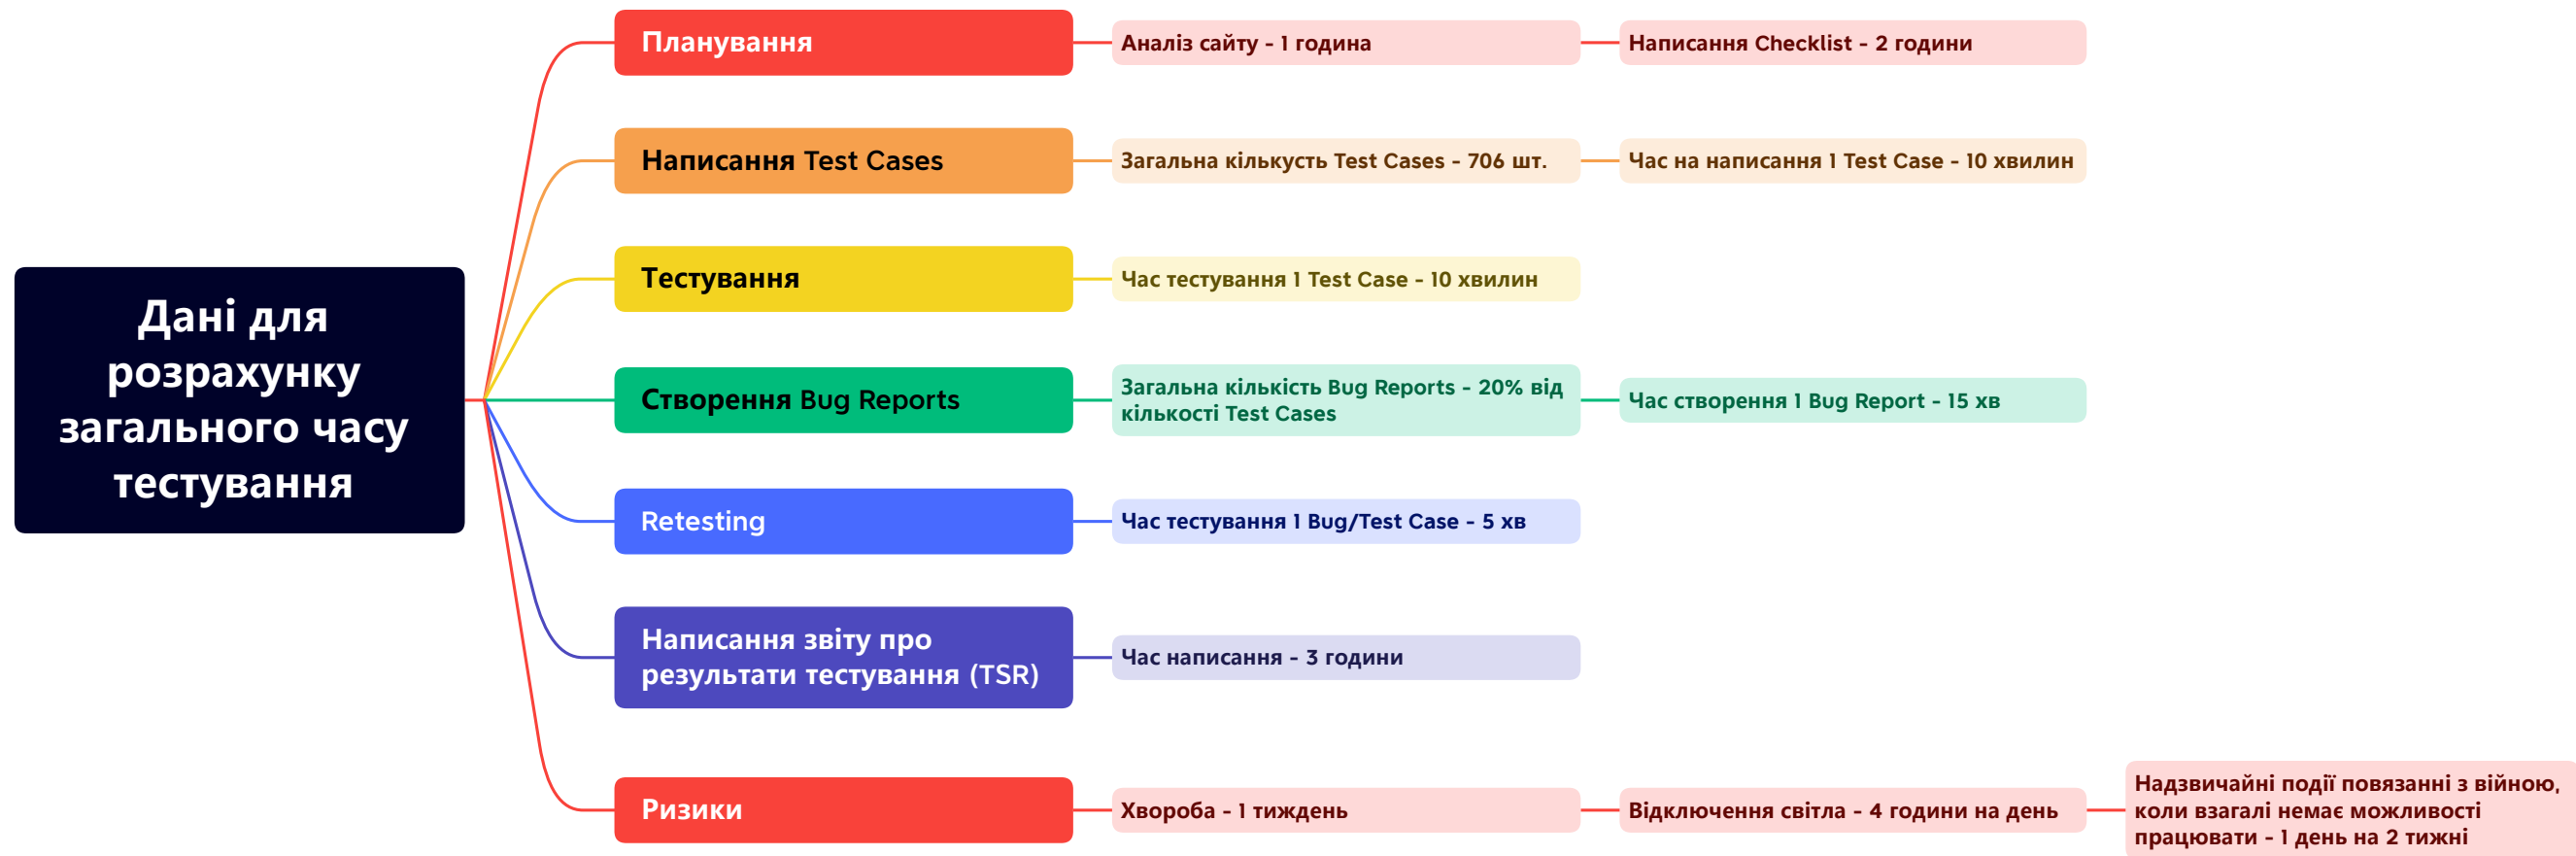 Дані для
розрахунку
загального часу
тестування
Планування
Аналіз сайту - 1 година
Написання Checklist - 2 години
Написання Test Cases
Загальна кількусть Test Cases - 706 шт.
Час на написання 1 Test Case - 10 хвилин
Тестування
Час тестування 1 Test Case - 10 хвилин
Створення Bug Reports
Загальна кількість Bug Reports - 20% від
кількості Test Cases
Час створення 1 Bug Report - 15 хв
Retesting
Час тестування 1 Bug/Test Case - 5 хв
Написання звіту про
результати тестування (TSR)
Час написання - 3 години
Ризики
Хвороба - 1 тиждень
Відключення світла - 4 години на день
Надзвичайні події повязанні з війною,
коли взагалі немає можливості
працювати - 1 день на 2 тижні